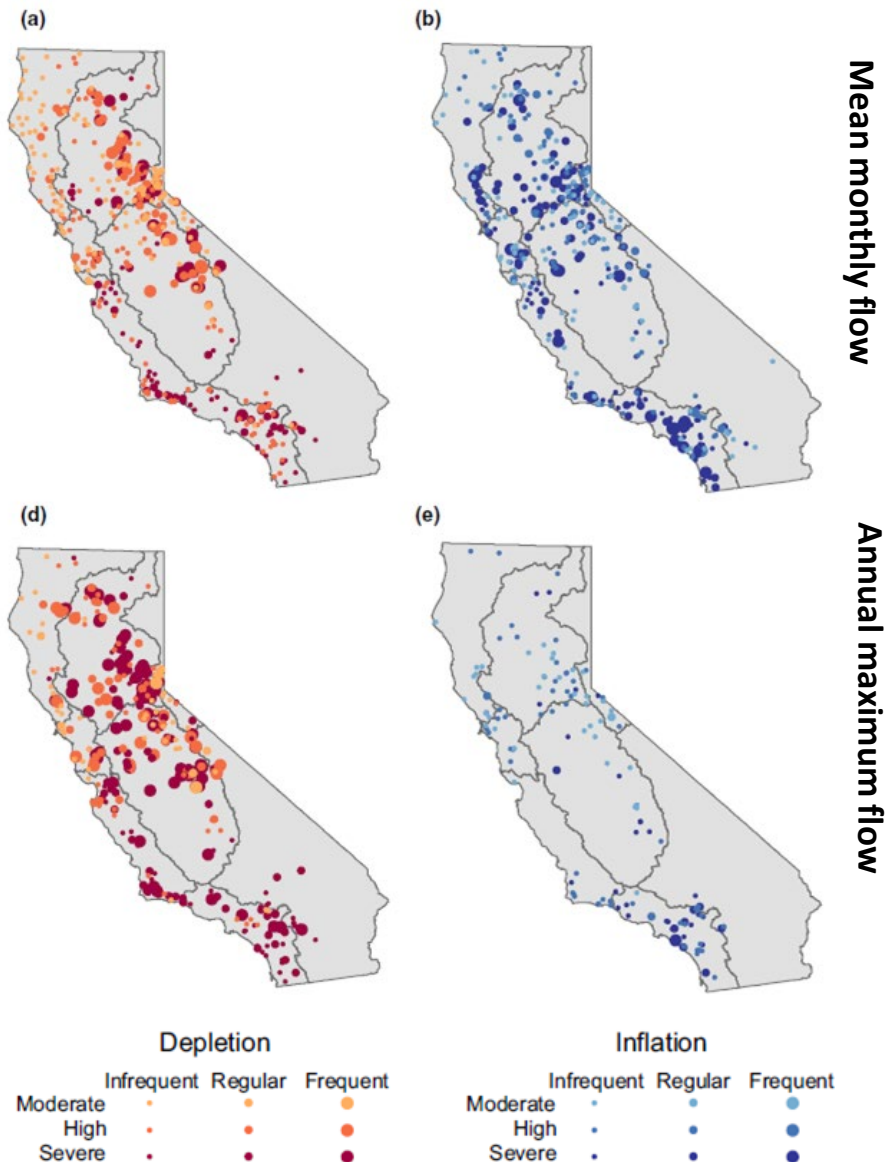 (a)
(b)
Mean monthly flow
(d)
(e)
Annual maximum flow
Depletion
Infrequent Regular Frequent
Moderate
High
Severe
Inflation
Infrequent Regular Frequent
Moderate
High
Severe